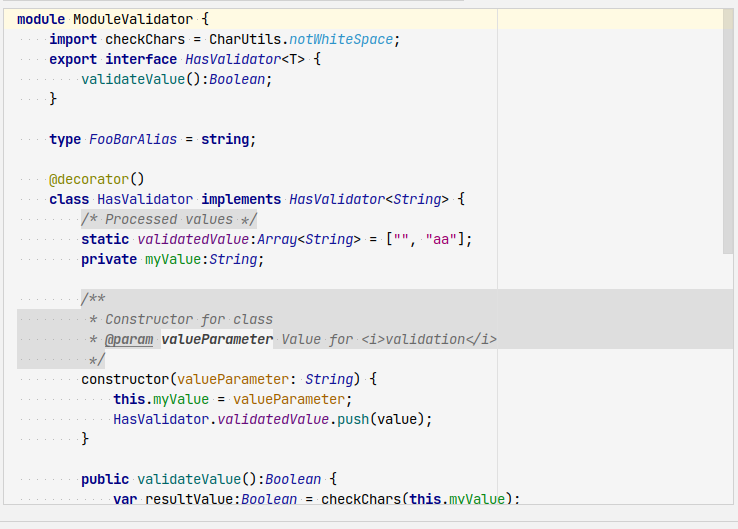 module ModuleValidator {
    import checkChars = CharUtils.notWhiteSpace;
    export interface HasValidator<T> {
        validateValue():Boolean;
    }

    type FooBarAlias = string;

    @decorator()
    class HasValidator implements HasValidator<String> {
        /* Processed values */
        static validatedValue:Array<String> = ["", "aa"];
        private myValue:String;

        /**
         * Constructor for class
         * @param valueParameter Value for <i>validation</i>
         */
        constructor(valueParameter: String) {
            this.myValue = valueParameter;
            HasValidator.validatedValue.push(value);
        }

        public validateValue():Boolean {
            var resultValue:Boolean = checkChars(this.myValue);